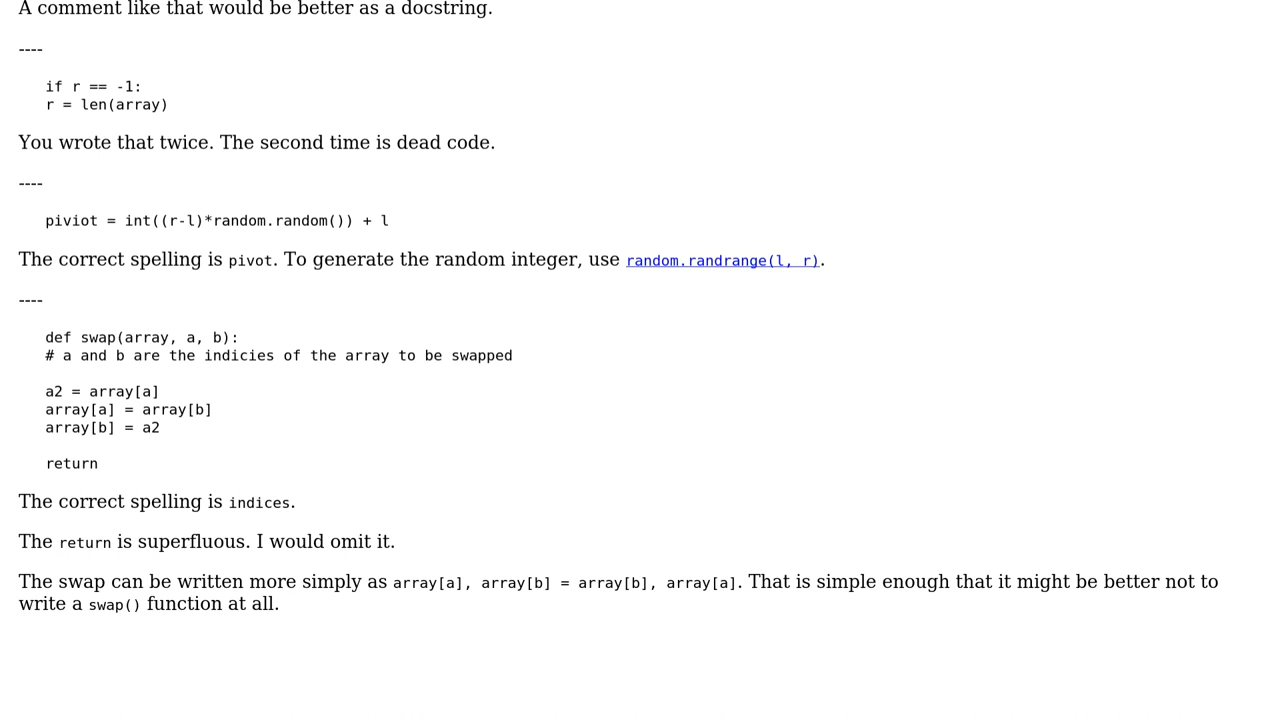 A comment like that would be better as a docstring.
----
if r == -1:
r = len(array)
You wrote that twice. The second time is dead code.
----
piviot = int((r-l)*random.random()) + l
The correct spelling is pivot. To generate the random integer, use random.randrange(l, r).
----
def swap(array, a, b):
# a and b are the indicies of the array to be swapped
a2 = array[a]
array[a] = array[b]
array[b] = a2
return
The correct spelling is indices.
The return is superfluous. I would omit it.
The swap can be written more simply as array[a], array[b] = array[b], array[a]. That is simple enough that it might be better not to
write a swap() function at all.